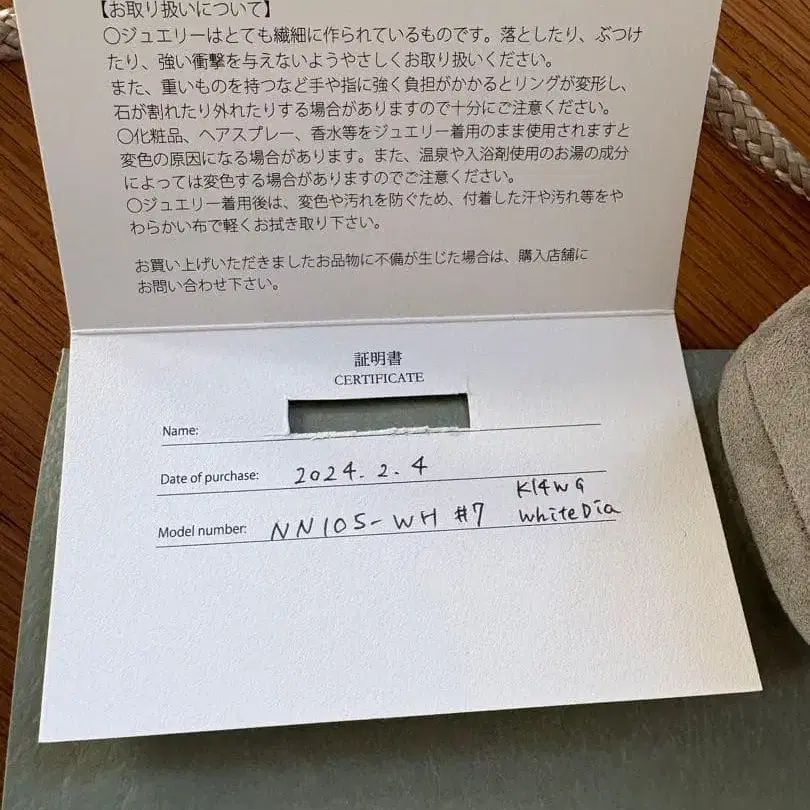 【お取り扱いについて】
〇ジュエリーはとても繊細に作られているものです。落としたり、ぶつけ
たり、強い衝撃を与えないようやさしくお取り扱いください。
また、重いものを持つなど手や指に強く負担がかかるとリングが変形し、
石が割れたり外れたりする場合がありますので十分にご注意ください。
〇化粧品、ヘアスプレー、香水等をジュエリー着用のまま使用されますと
変色の原因になる場合があります。また、温泉や入浴剤使用のお湯の成分
によっては変色する場合がありますのでご注意ください。
〇ジュエリー着用後は、変色や汚れを防ぐため、付着した汗や汚れ等をや
わらかい布で軽くお拭き取り下さい。
お買い上げいただきましたお品物に不備が生じた場合は、購入店舗に
お問い合わせ下さい。
証明書
CERTIFICATE
Name:
Date of purchase: 2024.2.4
K14WG
Model number: NN105-WH #7 WhiteDia